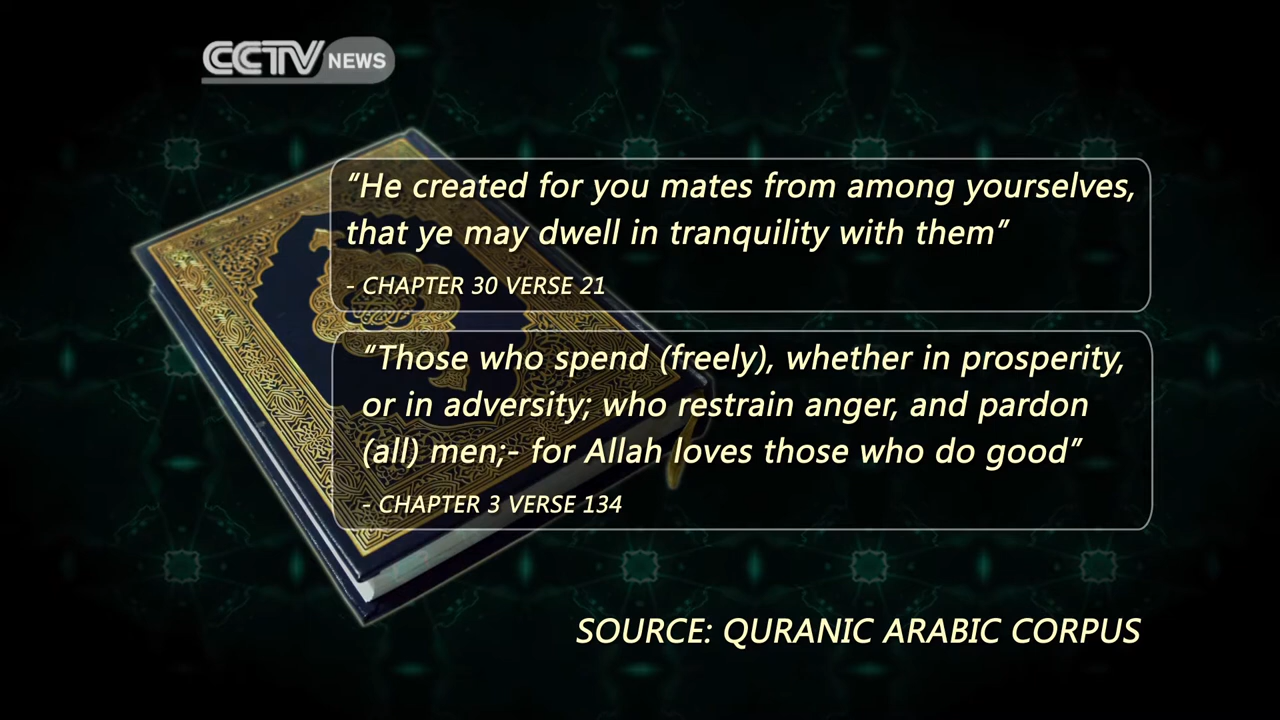 CCTV NEWS
"He created for you mates from among yourselves,
that ye may dwell in tranquility with them"
- CHAPTER 30 VERSE 21
"Those who spend (freely), whether in prosperity,
or in adversity; who restrain anger, and pardon
(all) men;- for Allah loves those who do good"
- CHAPTER 3 VERSE 134
SOURCE: QURANIC ARABIC CORPUS